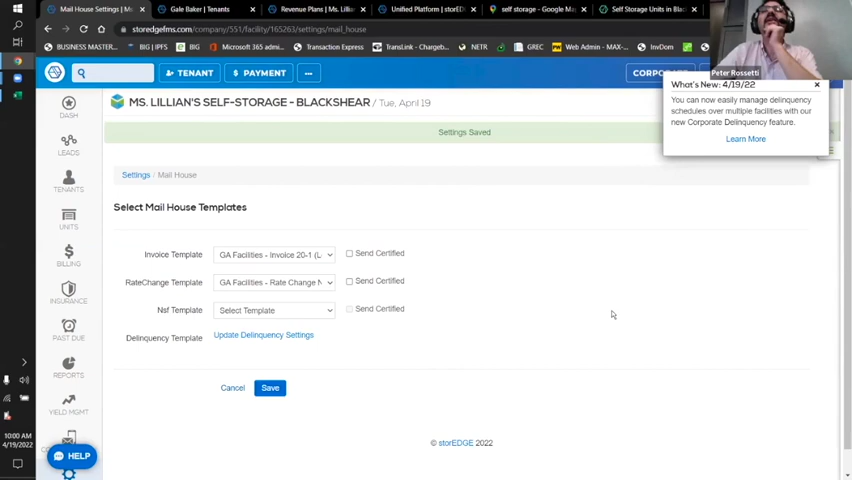 Mail House Settings | Ms. L
Gale Baker | Tenants
Revenue Plans | Ms. Lillian
Unified Platform | storEDG
self storage - Google Ma
Self Storage Units in Black
storedgefms.com/company/551/facility/165263/settings/mail_house
BUSINESS MASTER...
BIG | IPFS
BIG
Microsoft 365 admi...
Transaction Express
TransLink - Chargeb...
NETR
GREC
Web Admin - MAX-...
InvDom
TENANT
$ PAYMENT
...
CORPORATE
Peter Rossetti
What's New: 4/19/22
You can now easily manage delinquency
schedules over multiple facilities with our
new Corporate Delinquency feature.
Learn More
MS. LILLIAN'S SELF-STORAGE - BLACKSHEAR / Tue, April 19
Settings Saved
DASH
LEADS
TENANTS
UNITS
BILLING
INSURANCE
PAST DUE
REPORTS
YIELD MGMT
HELP
Settings / Mail House
Select Mail House Templates
Invoice Template
GA Facilities - Invoice 20-1 (L
Send Certified
RateChange Template
GA Facilities - Rate Change N
Send Certified
Nsf Template
Select Template
Send Certified
Delinquency Template
Update Delinquency Settings
Cancel
Save
© storEDGE 2022
10:00 AM
4/19/2022